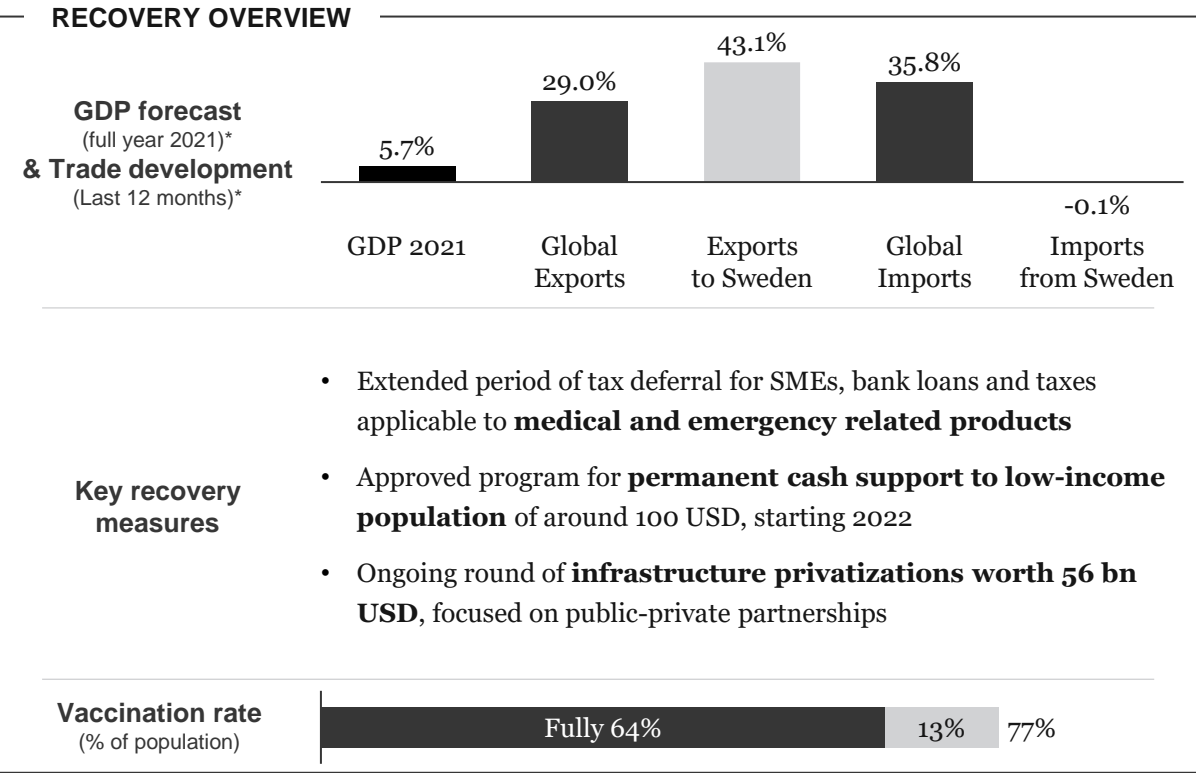 RECOVERY OVERVIEW
GDP forecast
(full year 2021)*
& Trade development
(Last 12 months)*
5.7%
29.0%
43.1%
35.8%
-0.1%
GDP 2021
Global
Exports
Exports
to Sweden
Global
Imports
Imports
from Sweden
Key recovery
measures
• Extended period of tax deferral for SMEs, bank loans and taxes
applicable to medical and emergency related products
• Approved program for permanent cash support to low-income
population of around 100 USD, starting 2022
• Ongoing round of infrastructure privatizations worth 56 bn
USD, focused on public-private partnerships
Vaccination rate
(% of population)
Fully 64%
13%
77%